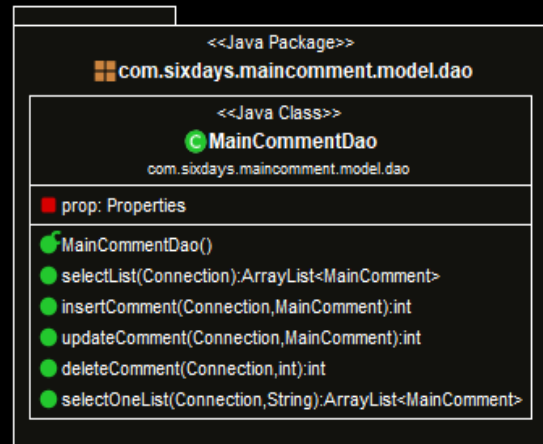 <<Java Package>>
com.sixdays.maincomment.model.dao
<<Java Class>>
C MainCommentDao
com.sixdays.maincomment.model.dao
prop: Properties
MainCommentDao()
selectList(Connection):ArrayList<MainComment>
insertComment(Connection,MainComment):int
updateComment(Connection,MainComment):int
deleteComment(Connection,int):int
selectOneList(Connection,String):ArrayList<MainComment>